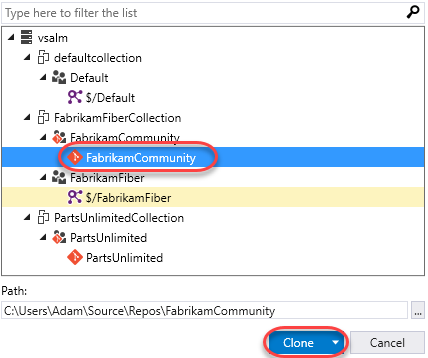 Type here to filter the list
vsalm
defaultcollection
Default
$/Default
FabrikamFiberCollection
FabrikamCommunity
FabrikamCommunity
FabrikamFiber
$/FabrikamFiber
PartsUnlimitedCollection
PartsUnlimited
PartsUnlimited
Path:
C:\Users\Adam\Source\Repos\FabrikamCommunity ...
Clone Cancel